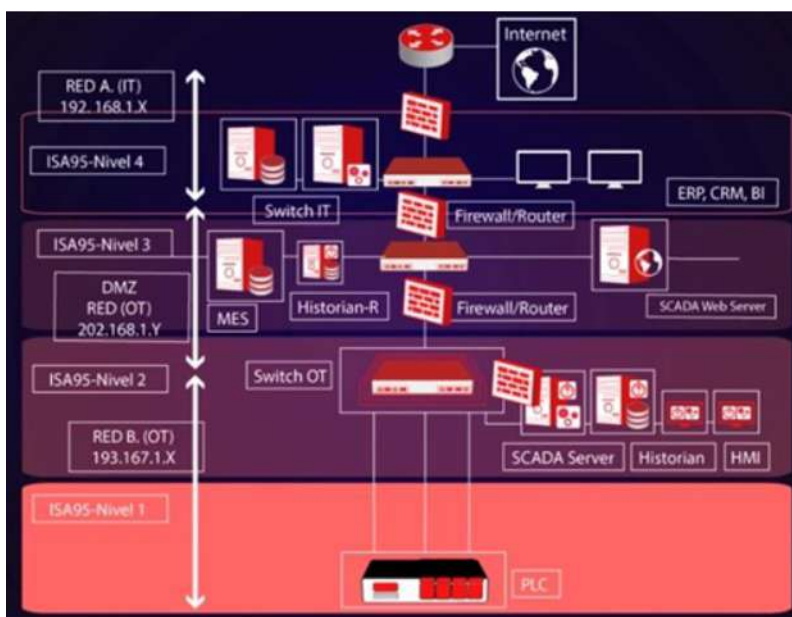 Internet
RED A. (IT)
192. 168.1.X
ISA95-Nivel 4
ERP, CRM, BI
Switch IT
Firewall/Router
ISA95-Nivel 3
DMZ
RED (OT)
202.168.1.Y
MES
Historian-R
Firewall/Router
SCADA Web Server
ISA95-Nivel 2
Switch OT
RED B. (OT)
193.167.1.X
SCADA Server
Historian
HMI
ISA95-Nivel 1
PLC